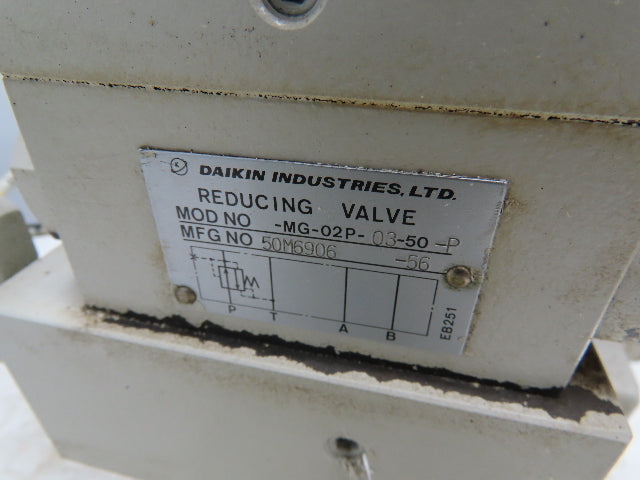 DAIKIN INDUSTRIES, LTD.
REDUCING VALVE
MOD NO -MG-02P-03-50-P
MFG NO 50M6906 -56
P T A B
EB251